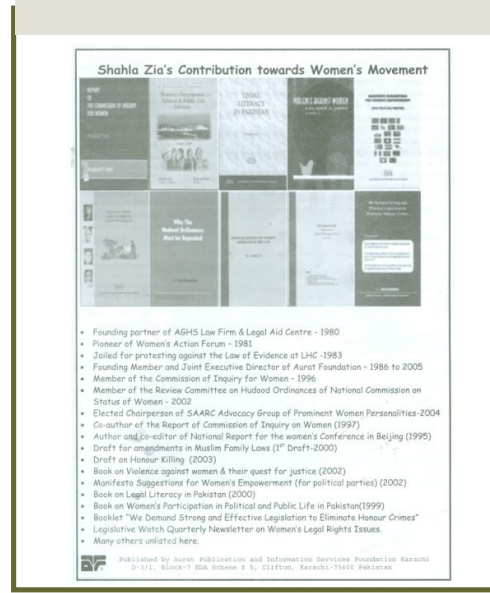 Shahla Zia's Contribution towards Women's Movement
REPORT
OF
THE COMMISSION OF INQUIRY
FOR WOMEN
LEGAL
LITERACY
IN PAKISTAN
VIOLENCE AGAINST WOMEN
Why The
Hudood Ordinances
Must be Repealed
• Founding partner of AGHS Law Firm & Legal Aid Centre - 1980
• Pioneer of Women's Action Forum - 1981
• Jailed for protesting against the Law of Evidence at LHC -1983
• Founding Member and Joint Executive Director of Aurat Foundation - 1986 to 2005
• Member of the Commission of Inquiry for Women - 1996
• Member of the Review Committee on Hudood Ordinances of National Commission on
Status of Women - 2002
• Elected Chairperson of SAARC Advocacy Group of Prominent Women Personalities-2004
• Co-author of the Report of Commission of Inquiry on Women (1997)
• Author and co-editor of National Report for the women's Conference in Beijing (1995)
• Draft for amendments in Muslim Family Laws (1st Draft-2000)
• Draft on Honour Killing (2003)
• Book on Violence against women & their quest for justice (2002)
• Manifesto Suggestions for Women's Empowerment (for political parties) (2002)
• Book on Legal Literacy in Pakistan (2000)
• Book on Women's Participation in Political and Public Life in Pakistan(1999)
• Booklet "We Demand Strong and Effective Legislation to Eliminate Honour Crimes"
• Legislative Watch Quarterly Newsletter on Women's Legal Rights Issues.
• Many others unlisted here.
Published by Aurat Publication and Information Services Foundation Karachi
D-3/1, Block-7 KDA Scheme # 5, Clifton, Karachi-75600 Pakistan